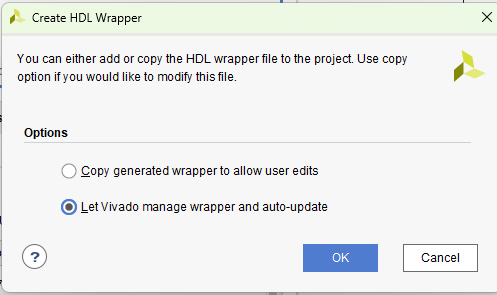 Create HDL Wrapper
You can either add or copy the HDL wrapper file to the project. Use copy
option if you would like to modify this file.
Options
Copy generated wrapper to allow user edits
Let Vivado manage wrapper and auto-update
?
OK
Cancel